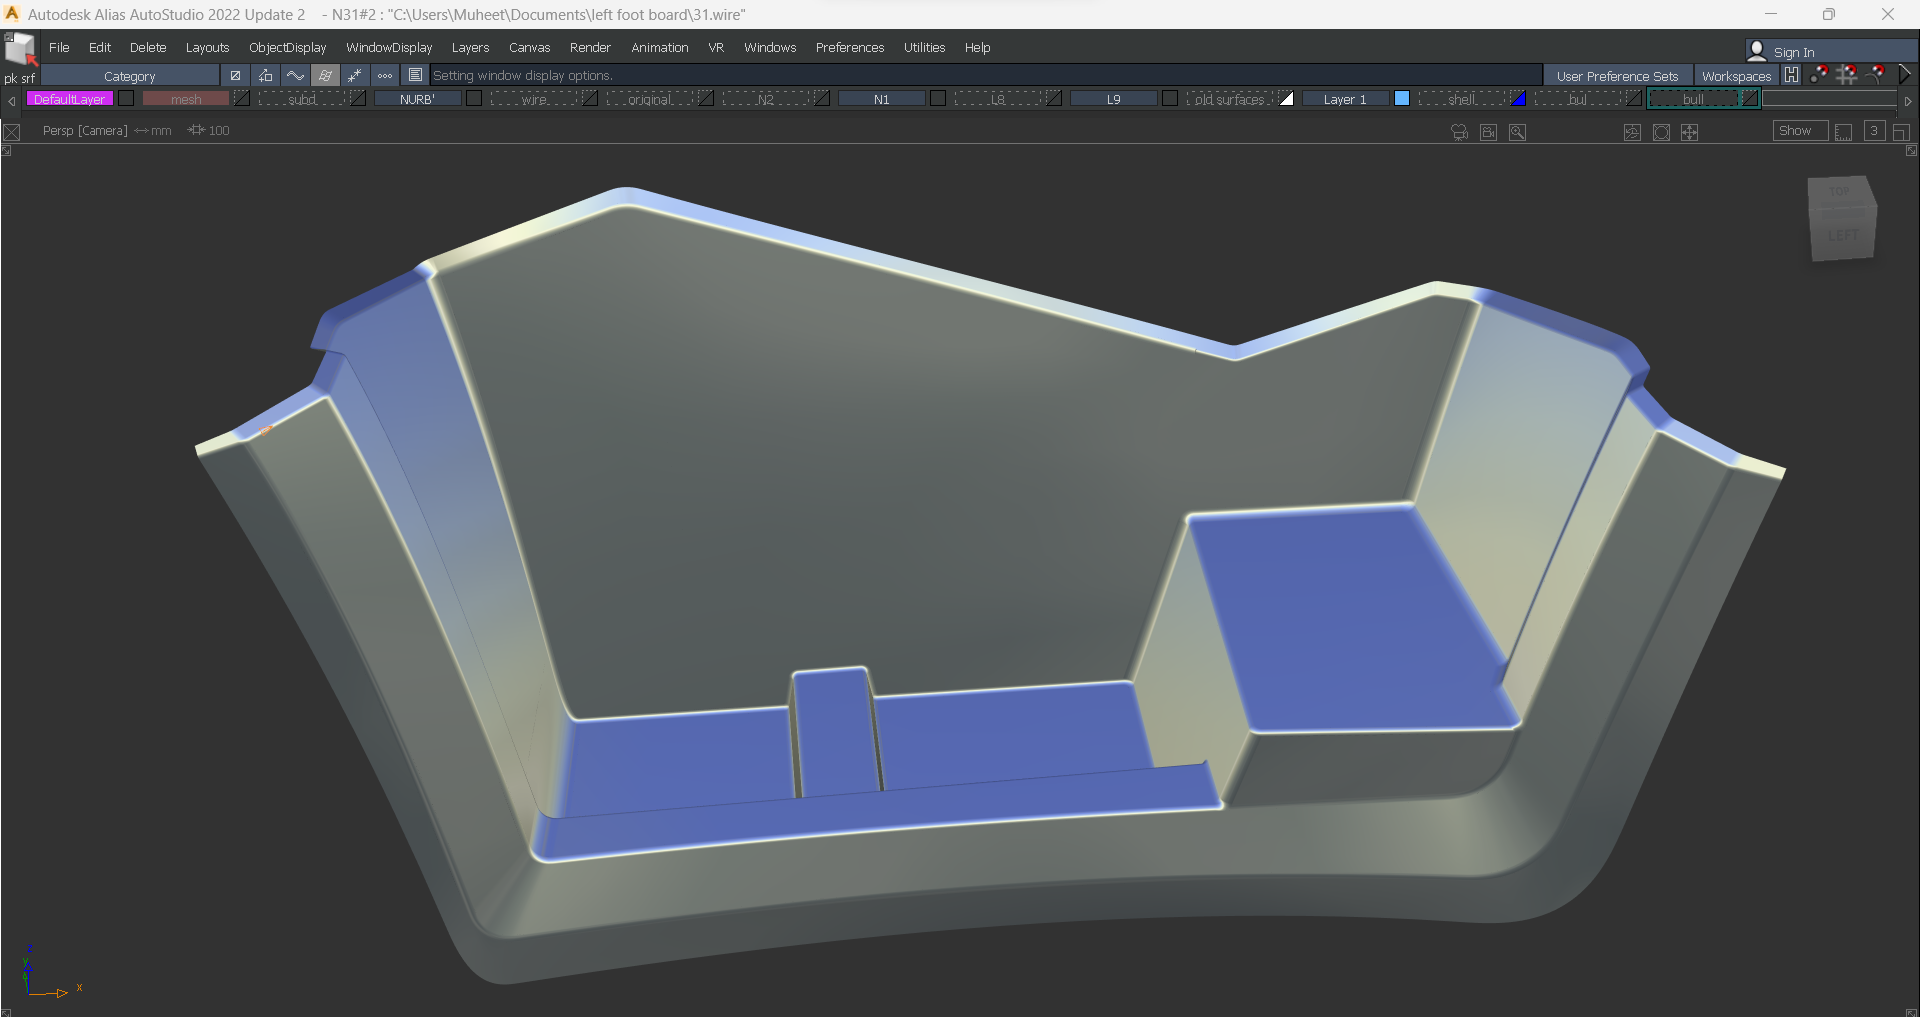 Autodesk Alias AutoStudio 2022 Update 2    - N31#2 : "C:\Users\Muheet\Documents\left foot board\31.wire"
File Edit Delete Layouts ObjectDisplay WindowDisplay Layers Canvas Render Animation VR Windows Preferences Utilities Help
Sign In
pk srf Category Setting window display options. User Preference Sets Workspaces
DefaultLayer mesh subd NURB' wire original N2 N1 L8 L9 old surfaces Layer 1 shell bul bull
Persp [Camera] mm 100 Show 3
TOP
LEFT
z
y
x